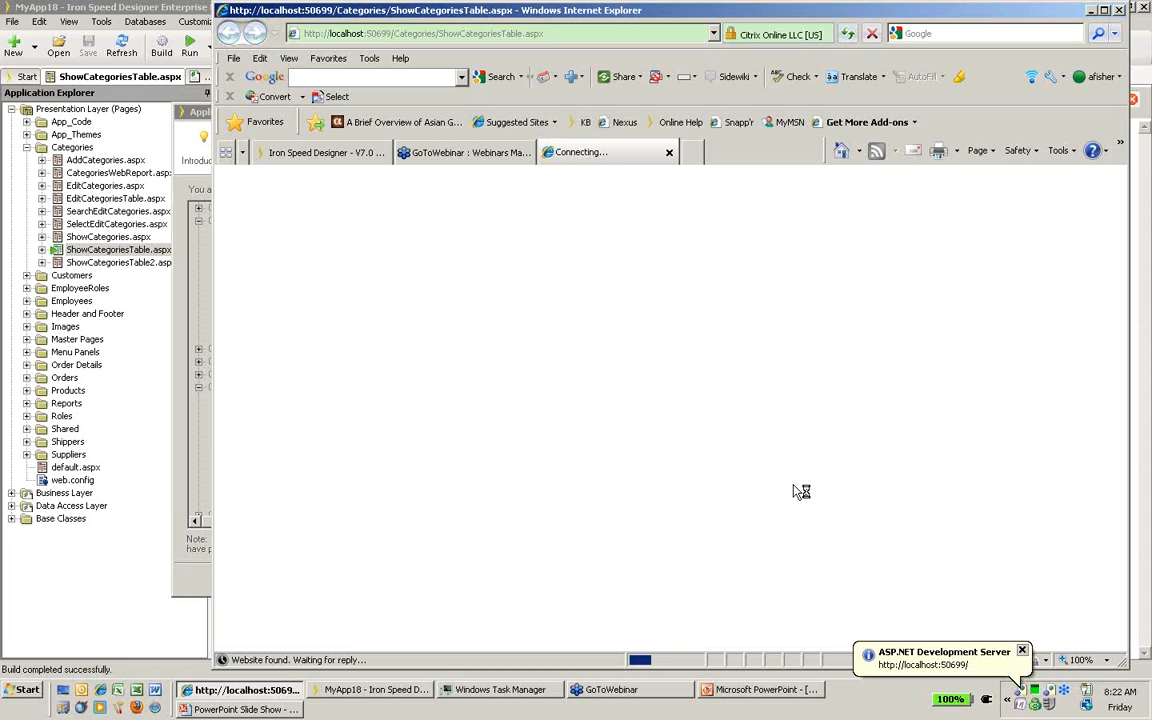 MyApp18 - Iron Speed Designer Enterprise
http://localhost:50699/Categories/ShowCategoriesTable.aspx - Windows Internet Explorer
File Edit View Tools Databases Customiz
http://localhost:50699/Categories/ShowCategoriesTable.aspx
Citrix Online LLC [US]
Google
New Open Save Refresh Build Run
File Edit View Favorites Tools Help
Start ShowCategoriesTable.aspx
Google Search Share Sidewiki Check Translate AutoFill afisher
Application Explorer
Convert Select
Favorites A Brief Overview of Asian G... Suggested Sites KB Nexus Online Help Snapp'r MyMSN Get More Add-ons
Iron Speed Designer - V7.0 ... GoToWebinar : Webinars Ma... Connecting... Page Safety Tools
Presentation Layer (Pages)
App_Code
App_Themes
Categories
AddCategories.aspx
CategoriesWebReport.asp
EditCategories.aspx
EditCategoriesTable.aspx
SearchEditCategories.aspx
SelectEditCategories.aspx
ShowCategories.aspx
ShowCategoriesTable.aspx
ShowCategoriesTable2.asp
Customers
EmployeeRoles
Employees
Header and Footer
Images
Master Pages
Menu Panels
Order Details
Orders
Products
Reports
Roles
Shared
Shippers
Suppliers
default.aspx
web.config
Business Layer
Data Access Layer
Base Classes
Appl
Introduc
You a
Note:
have p
Build completed successfully.
Website found. Waiting for reply...
ASP.NET Development Server
http://localhost:50699/
100%
Start http://localhost:5069... MyApp18 - Iron Speed D... Windows Task Manager GoToWebinar Microsoft PowerPoint - [... 100% 8:22 AM
PowerPoint Slide Show - ... Friday